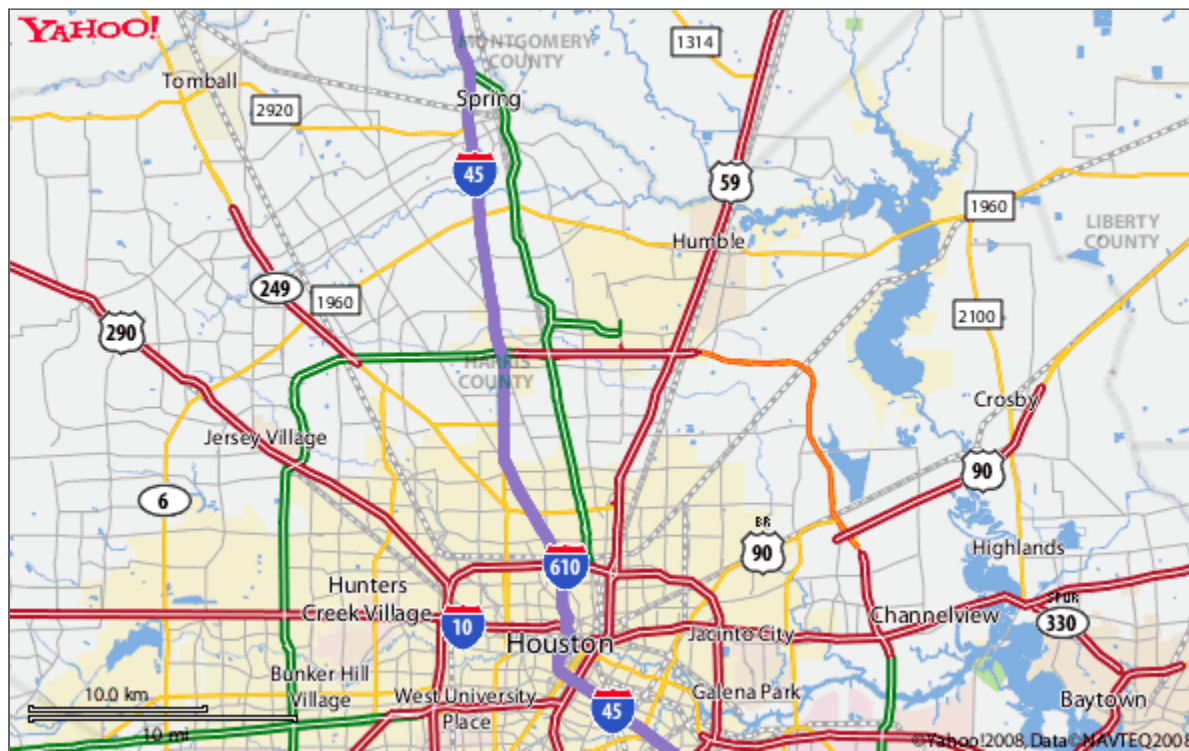 YAHOO!
MONTGOMERY
COUNTY
1314
Tomball
Spring
2920
45
59
1960
LIBERTY
COUNTY
Humble
249
1960
2100
290
HARRIS
COUNTY
Crosby
Jersey Village
90
6
BR
90
Highlands
610
Hunters
Creek Village
10
Channelview
SPUR
330
Houston
Jacinto City
Bunker Hill
Village
West University
Place
Galena Park
Baytown
45
10.0 km
10 mi
©Yahoo!2008, Data©NAVTEQ2008